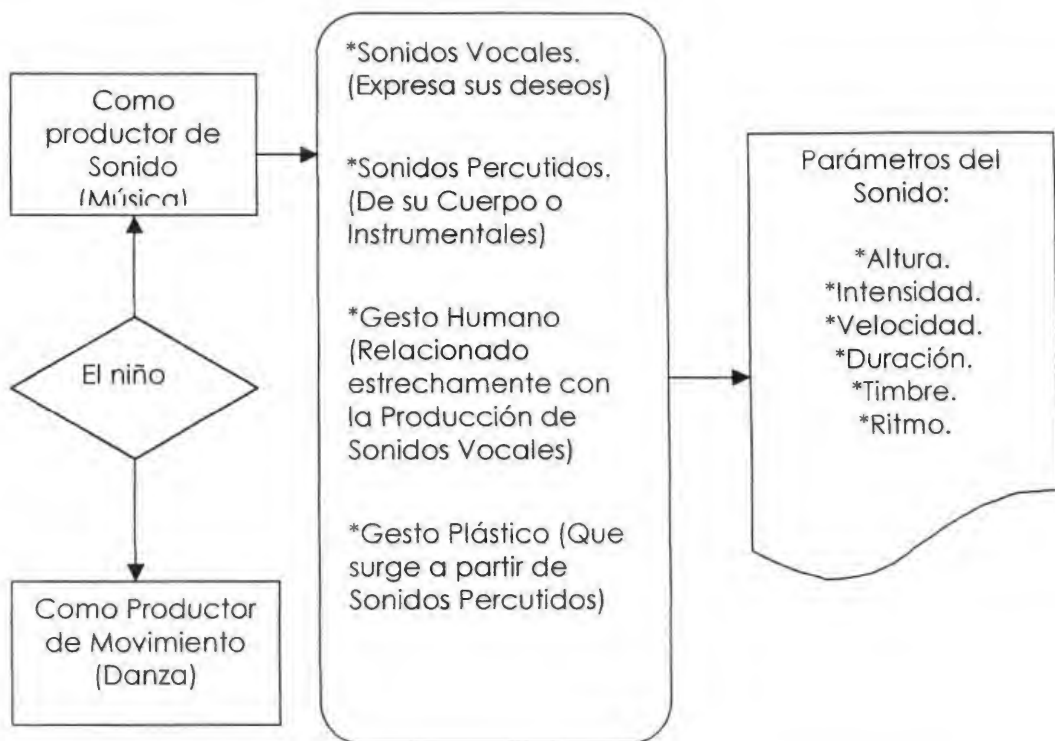 Como
productor de
Sonido
(Música)
El niño
Como Productor
de Movimiento
(Danza)
*Sonidos Vocales.
(Expresa sus deseos)
*Sonidos Percutidos.
(De su Cuerpo o
Instrumentales)
*Gesto Humano
(Relacionado
estrechamente con
la Producción de
Sonidos Vocales)
*Gesto Plástico (Que
surge a partir de
Sonidos Percutidos)
Parámetros del
Sonido:
*Altura.
*Intensidad.
*Velocidad.
*Duración.
*Timbre.
*Ritmo.